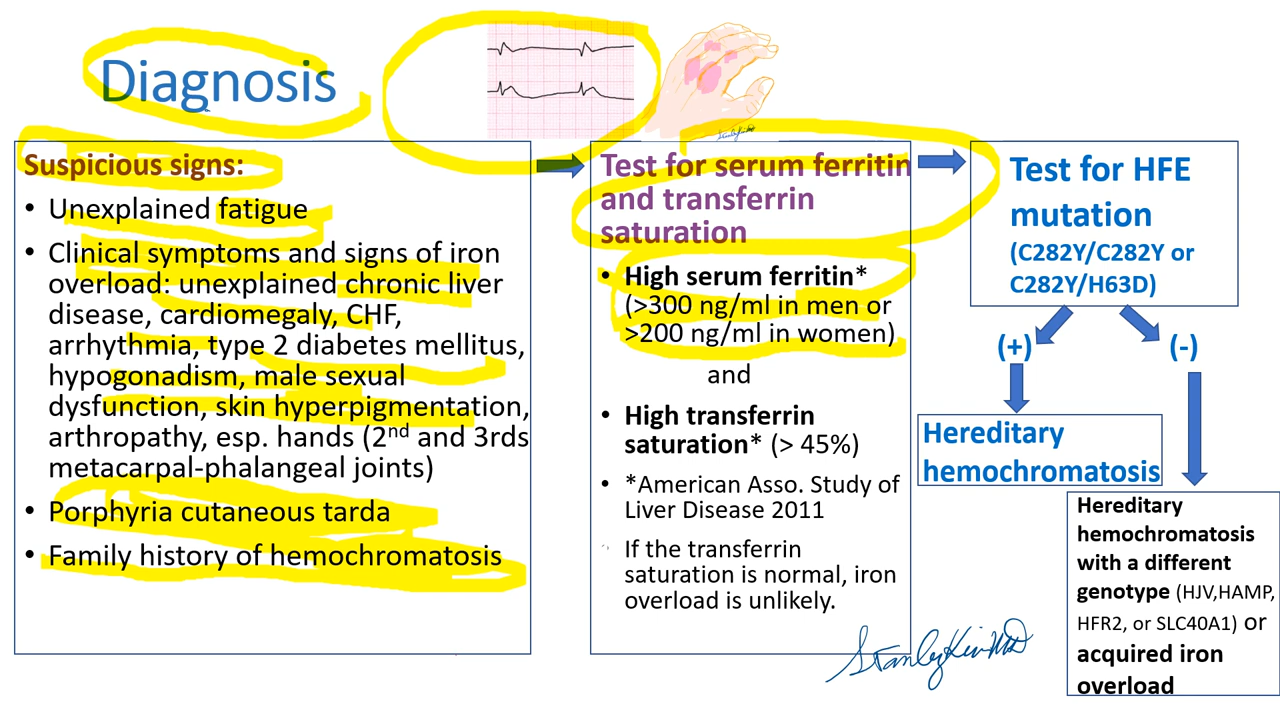 Diagnosis
Suspicious signs:
• Unexplained fatigue
• Clinical symptoms and signs of iron
overload: unexplained chronic liver
disease, cardiomegaly, CHF,
arrhythmia, type 2 diabetes mellitus,
hypogonadism, male sexual
dysfunction, skin hyperpigmentation,
arthropathy, esp. hands (2nd and 3rds
metacarpal-phalangeal joints)
• Porphyria cutaneous tarda
• Family history of hemochromatosis
Test for serum ferritin
and transferrin
saturation
• High serum ferritin*
(>300 ng/ml in men or
>200 ng/ml in women)
and
• High transferrin
saturation* (> 45%)
• *American Asso. Study of
Liver Disease 2011
If the transferrin
saturation is normal, iron
overload is unlikely.
Test for HFE
mutation
(C282Y/C282Y or
C282Y/H63D)
(+)
(-)
Hereditary
hemochromatosis
Hereditary
hemochromatosis
with a different
genotype (HJV,HAMP,
HFR2, or SLC40A1) or
acquired iron
overload
Stanley Kim MD